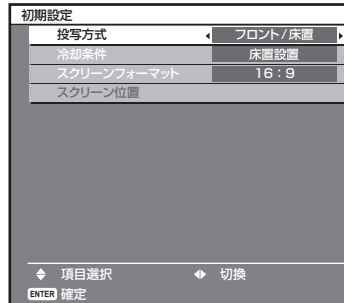 初期設定
投写方式 フロント/床置
冷却条件 床置設置
スクリーンフォーマット 16:9
スクリーン位置
項目選択 切換
ENTER 確定